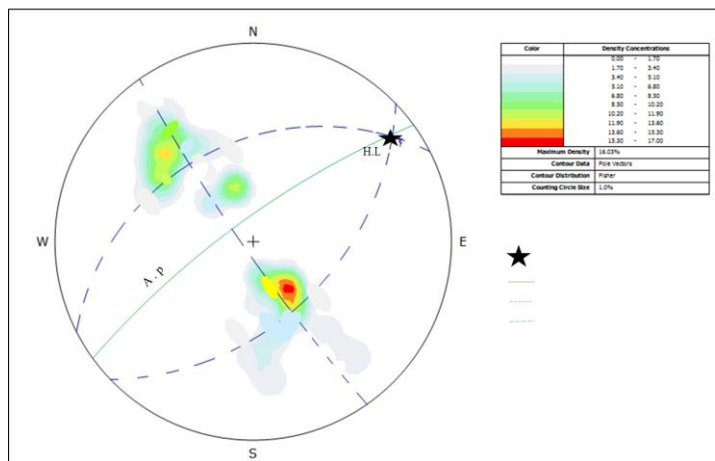 N
W
E
S
H.L
A . p
Color Density Concentrations
0.00 - 1.70
1.70 - 3.40
3.40 - 5.10
5.10 - 6.80
6.80 - 8.50
8.50 - 10.20
10.20 - 11.90
11.90 - 13.60
13.60 - 15.30
15.30 - 17.00
Maximum Density 16.03%
Contour Data Pole Vectors
Contour Distribution Fisher
Counting Circle Size 1.0%